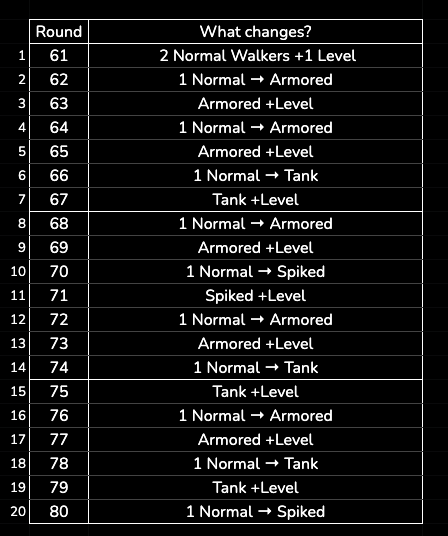 Round What changes?
1 61 2 Normal Walkers +1 Level
2 62 1 Normal → Armored
3 63 Armored +Level
4 64 1 Normal → Armored
5 65 Armored +Level
6 66 1 Normal → Tank
7 67 Tank +Level
8 68 1 Normal → Armored
9 69 Armored +Level
10 70 1 Normal → Spiked
11 71 Spiked +Level
12 72 1 Normal → Armored
13 73 Armored +Level
14 74 1 Normal → Tank
15 75 Tank +Level
16 76 1 Normal → Armored
17 77 Armored +Level
18 78 1 Normal → Tank
19 79 Tank +Level
20 80 1 Normal → Spiked